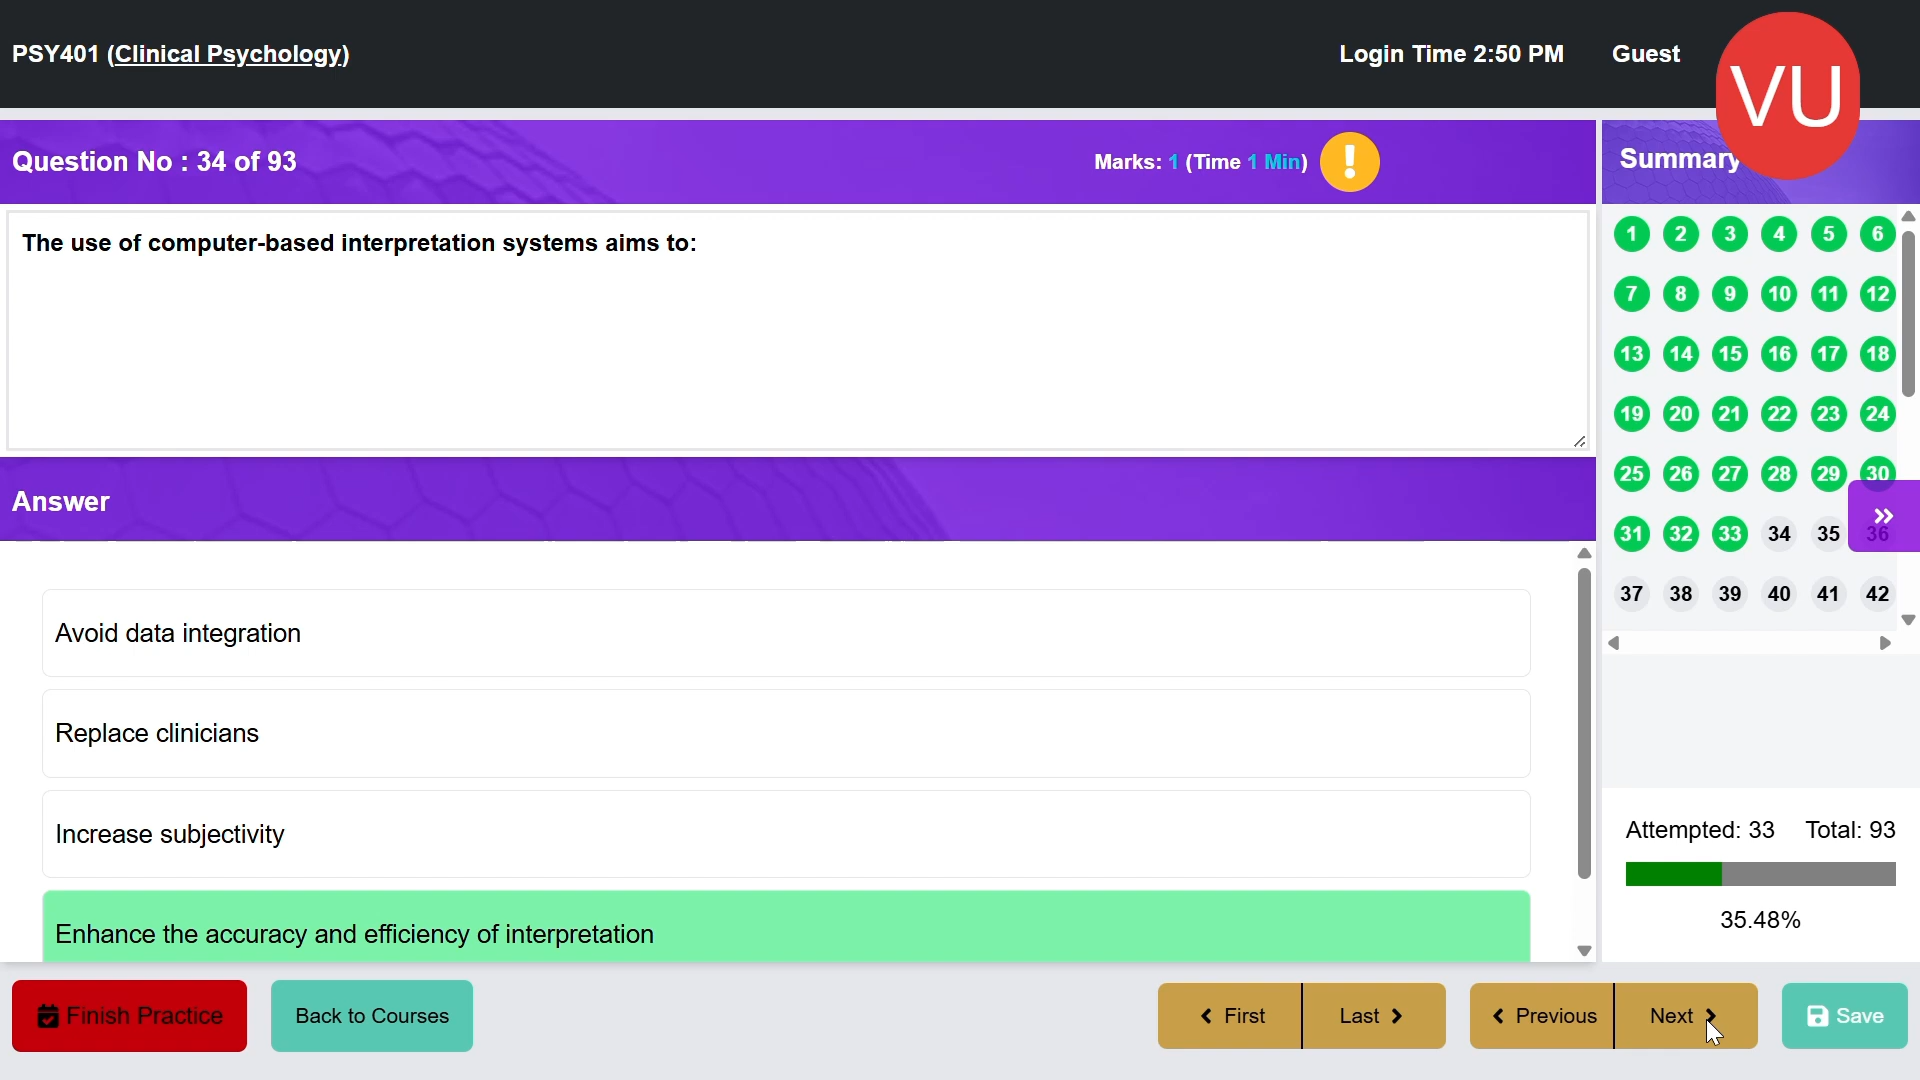 PSY401 (Clinical Psychology)
Login Time 2:50 PM
Guest
VU
Question No : 34 of 93
Marks: 1 (Time 1 Min)
Summary
The use of computer-based interpretation systems aims to:
1 2 3 4 5 6
7 8 9 10 11 12
13 14 15 16 17 18
19 20 21 22 23 24
25 26 27 28 29 30
31 32 33 34 35 36
37 38 39 40 41 42
Answer
Avoid data integration
Replace clinicians
Increase subjectivity
Enhance the accuracy and efficiency of interpretation
Attempted: 33 Total: 93
35.48%
Finish Practice
Back to Courses
First
Last
Previous
Next
Save